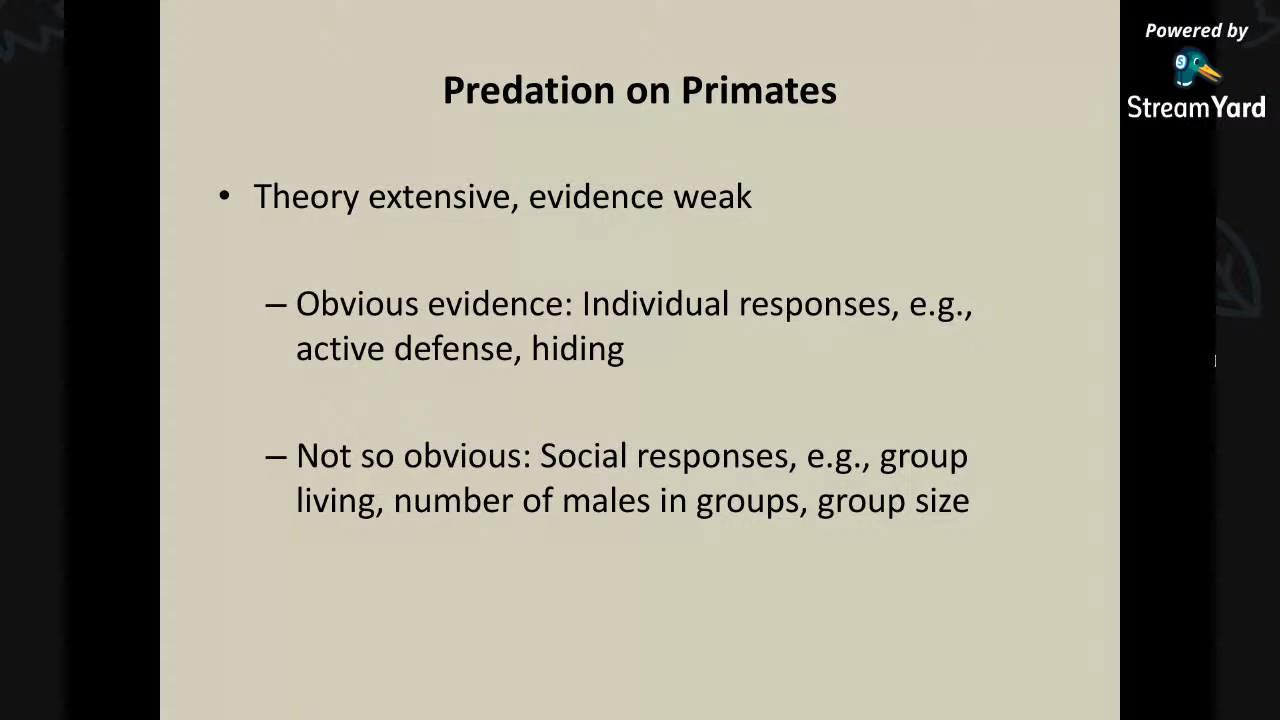 Powered by
StreamYard
Predation on Primates
• Theory extensive, evidence weak
– Obvious evidence: Individual responses, e.g.,
active defense, hiding
– Not so obvious: Social responses, e.g., group
living, number of males in groups, group size